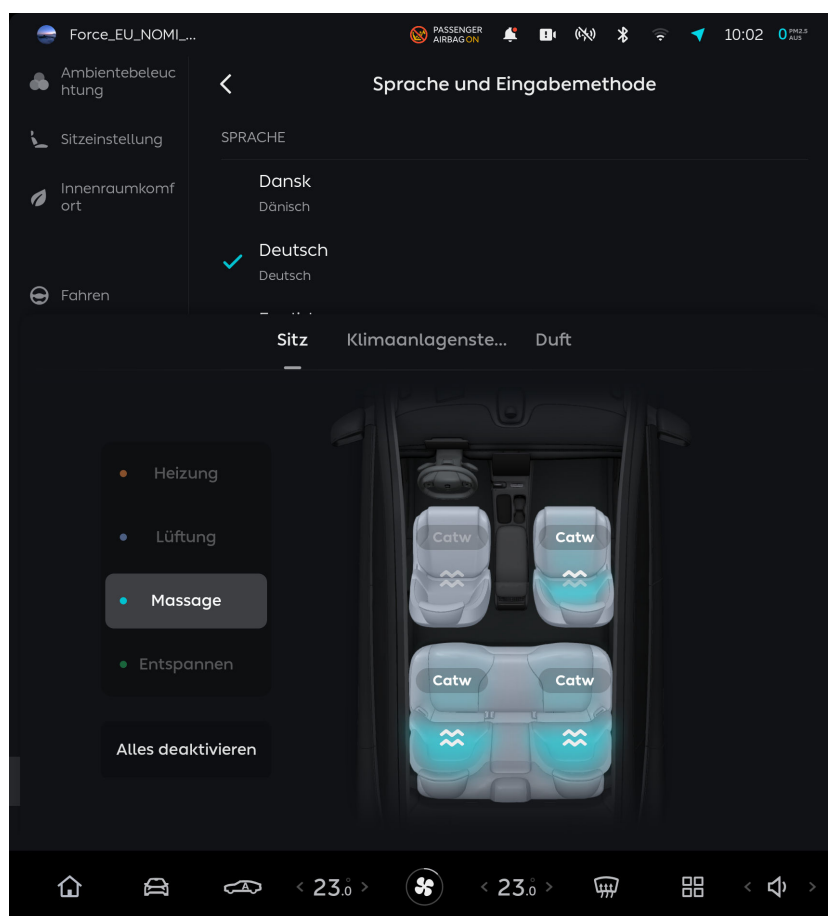 Force_EU_NOMI_...
PASSENGER
AIRBAG ON
10:02
0 PM2.5
AUS
Ambientebeleuc
htung
Sitzeinstellung
Innenraumkomf
ort
Fahren
Sprache und Eingabemethode
SPRACHE
Dansk
Dänisch
Deutsch
Deutsch
Sitz
Klimaanlagenste...
Duft
Heizung
Lüftung
Massage
Entspannen
Alles deaktivieren
Catw
Catw
Catw
Catw
A
23.0
23.0